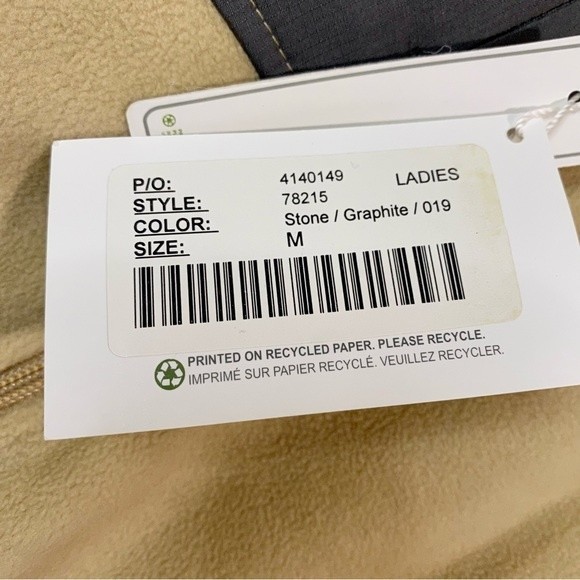 P/O: 4140149 LADIES
STYLE: 78215
COLOR: Stone / Graphite / 019
SIZE: M
PRINTED ON RECYCLED PAPER. PLEASE RECYCLE.
IMPRIMÉ SUR PAPIER RECYCLÉ. VEUILLEZ RECYCLER.